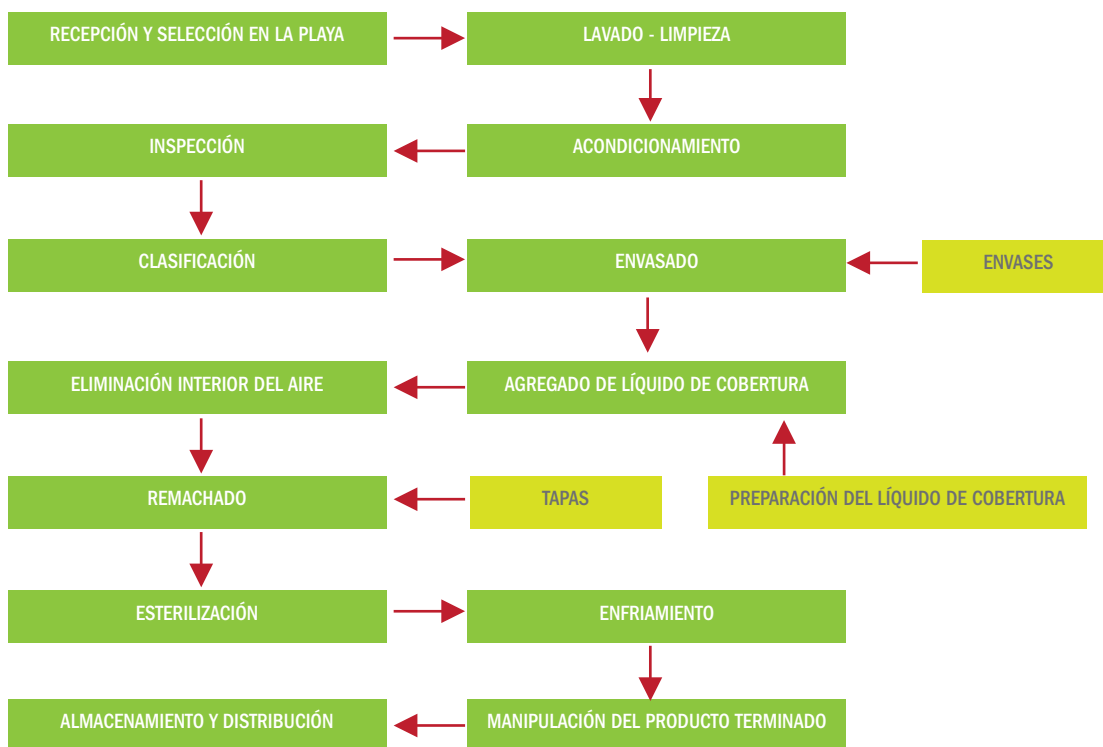 RECEPCIÓN Y SELECCIÓN EN LA PLAYA
LAVADO - LIMPIEZA
INSPECCIÓN
ACONDICIONAMIENTO
CLASIFICACIÓN
ENVASADO
ENVASES
ELIMINACIÓN INTERIOR DEL AIRE
AGREGADO DE LÍQUIDO DE COBERTURA
REMACHADO
TAPAS
PREPARACIÓN DEL LÍQUIDO DE COBERTURA
ESTERILIZACIÓN
ENFRIAMIENTO
ALMACENAMIENTO Y DISTRIBUCIÓN
MANIPULACIÓN DEL PRODUCTO TERMINADO